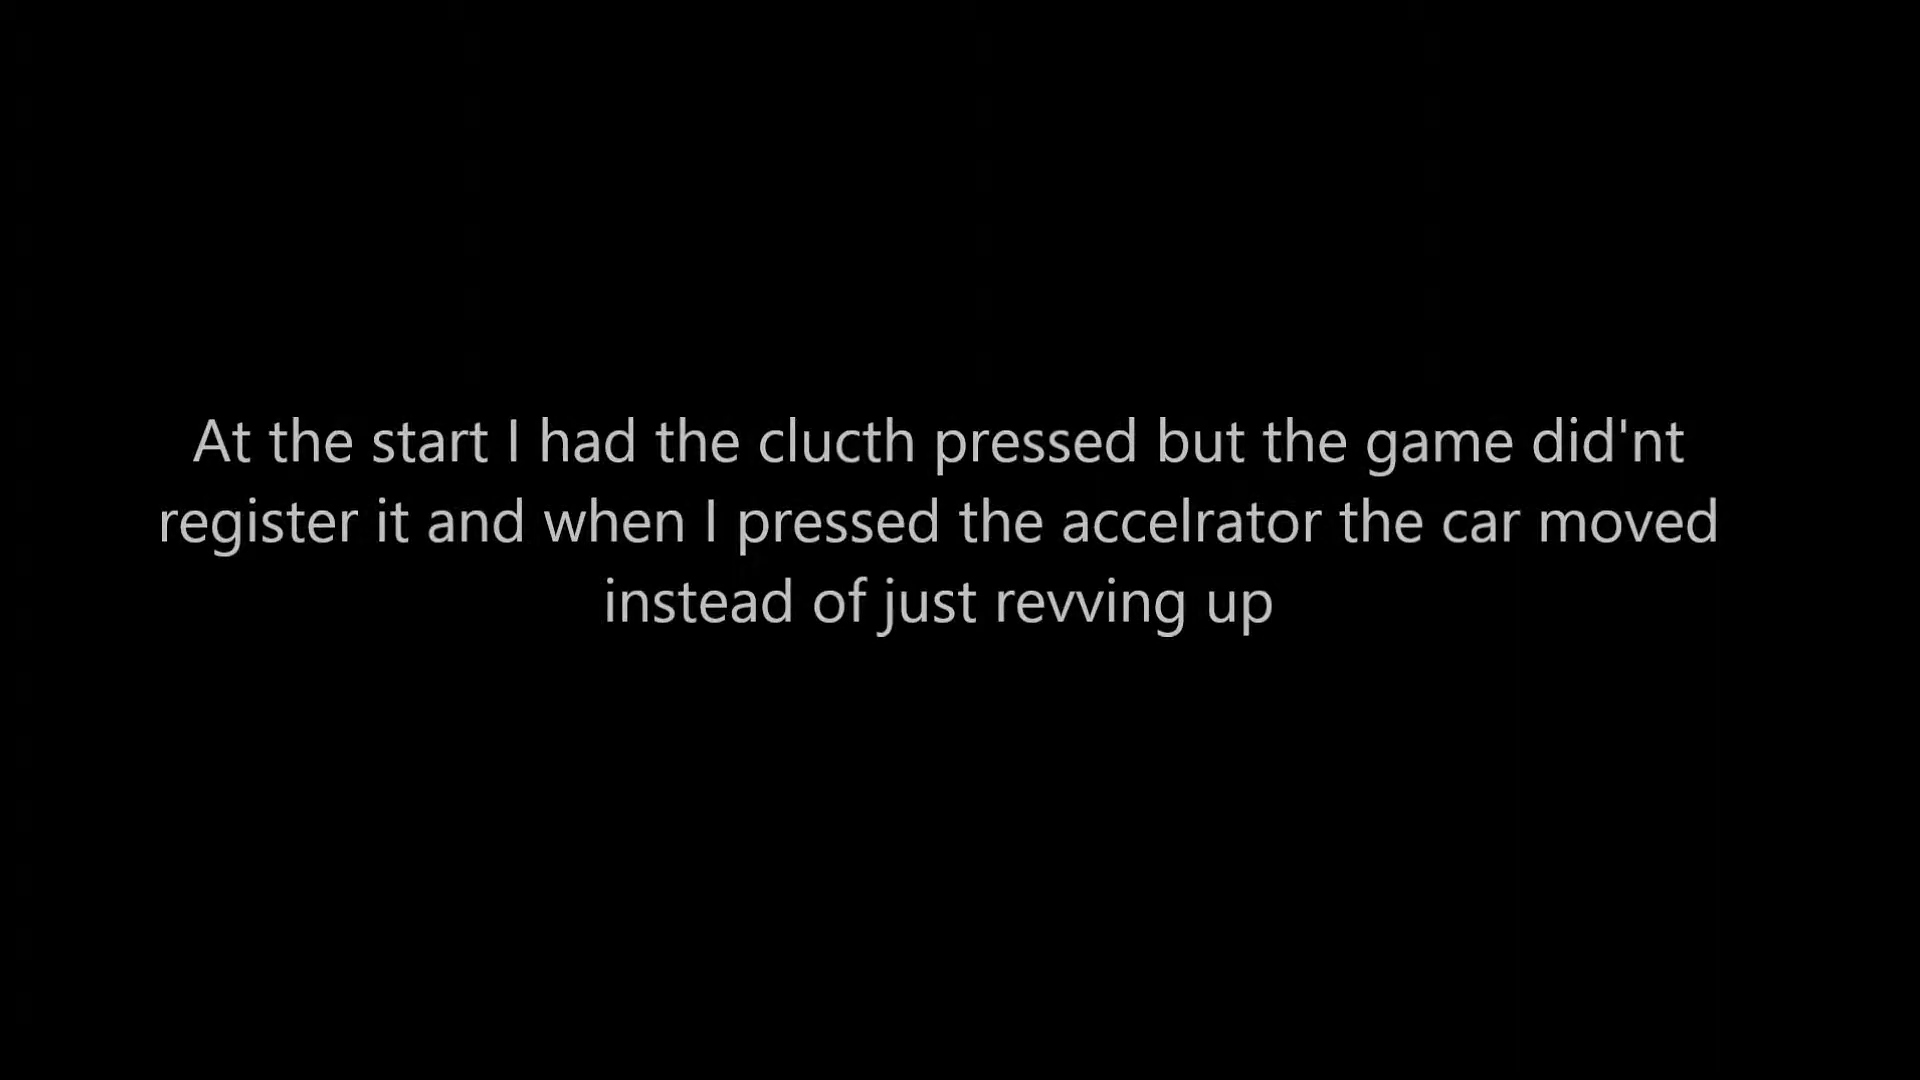 At the start I had the clucth pressed but the game did'nt
register it and when I pressed the accelrator the car moved
instead of just revving up